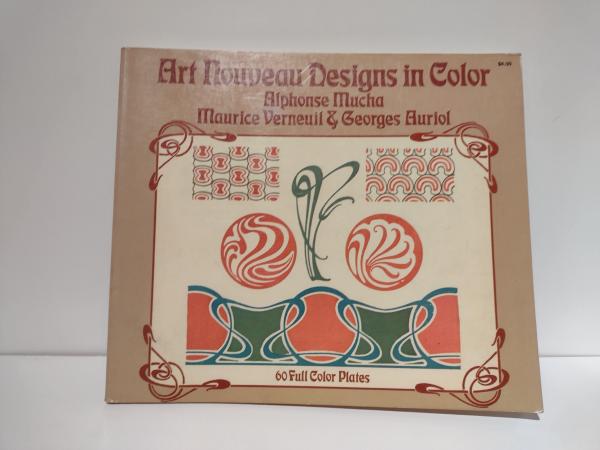 Art Nouveau Designs in Color
Alphonse Mucha
Maurice Verneuil & Georges Auriol
60 Full Color Plates